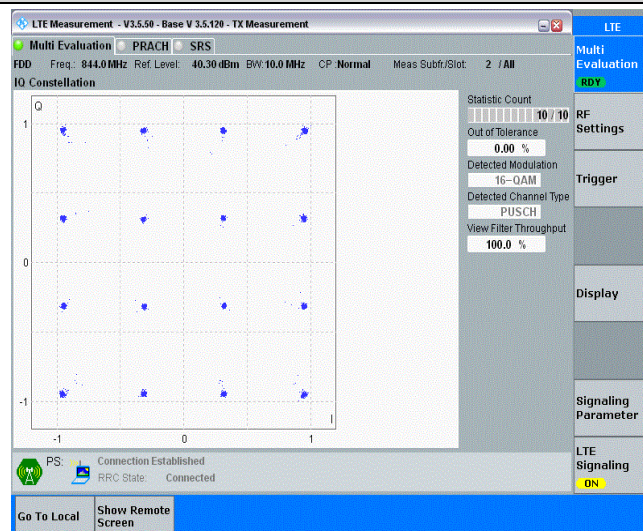 LTE Measurement - V3.5.50 - Base V 3.5.120 - TX Measurement
LTE
Multi Evaluation PRACH SRS
Multi
Evaluation
RDY
FDD Freq.: 844.0 MHz Ref. Level: 40.30 dBm BW: 10.0 MHz CP : Normal Meas Subfr./Slot: 2 / All
IQ Constellation
Q
1
0
-1
-1 0 1
I
Statistic Count
10 / 10
Out of Tolerance
0.00 %
Detected Modulation
16-QAM
Detected Channel Type
PUSCH
View Filter Throughput
100.0 %
RF
Settings
Trigger
Display
Signaling
Parameter
LTE
Signaling
ON
PS: Connection Established
RRC State: Connected
Go To Local
Show Remote
Screen